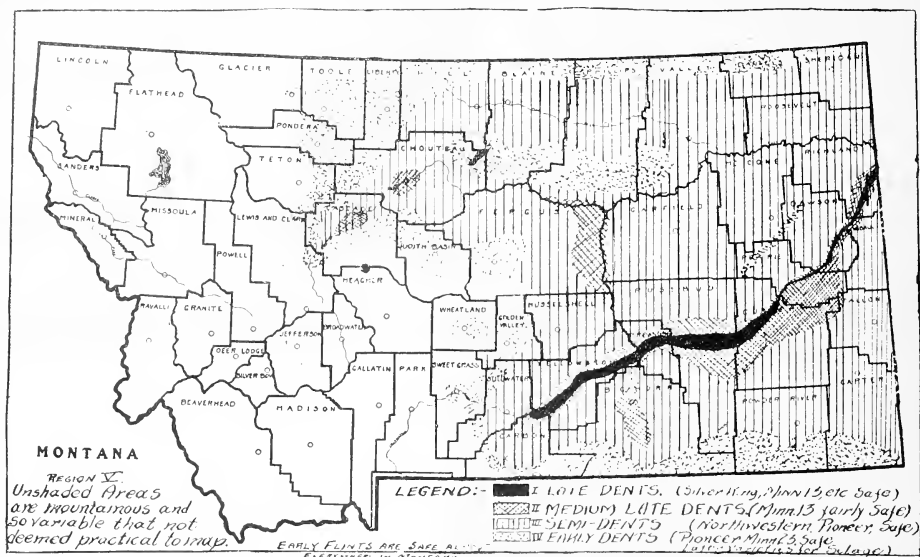 LINCOLN
GLACIER
TOOLE
HILL
BLAINE
VALLEY
SHERIDAN
FLATHEAD
PONDERA
ROOSEVELT
TETON
CHOUTEAU
SANDERS
RICHLAND
MINERAL
MISSOULA
LEWIS AND CLARK
FERGUS
GARFIELD
DAWSON
POWELL
JUDITH BASIN
MEAGHER
RAVALLI
GRANITE
WHEATLAND
GOLDEN
VALLEY
MUSSELSHELL
JEFFERSON
BROADWATER
DEER LODGE
SILVER BOW
GALLATIN
PARK
SWEET GRASS
BEAVERHEAD
MADISON
CARBON
POWDER RIVER
CARTER
MONTANA
REGION V.
Unshaded Areas
are mountainous and
so variable that not
deemed practical to map.
LEGEND:-
I LATE DENTS. (Silver King, Minn 13, etc Safe)
II MEDIUM LATE DENTS (Minn.13 fairly Safe)
III SEMI-DENTS (Northwestern, Pioneer, Safe)
IV EARLY DENTS (Pioneer Minn 23, Safe
EARLY FLINTS ARE SAFE